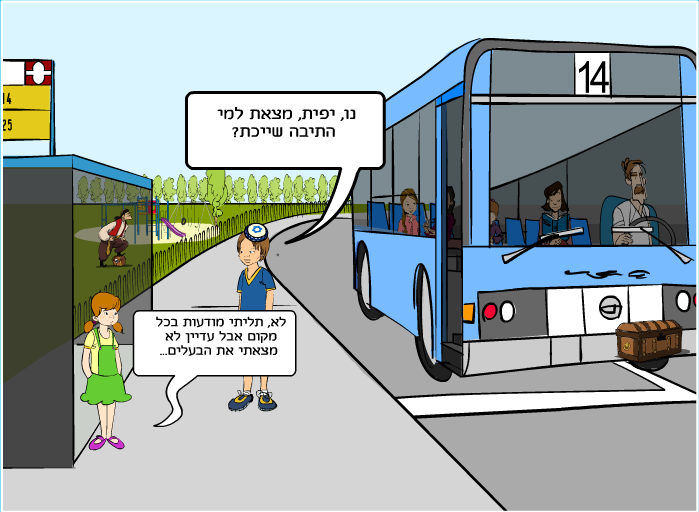 14
14
25
נו, יפית, מצאת למי
התיבה שייכת?
לא, תליתי מודעות בכל
מקום אבל עדיין לא
מצאתי את הבעלים...